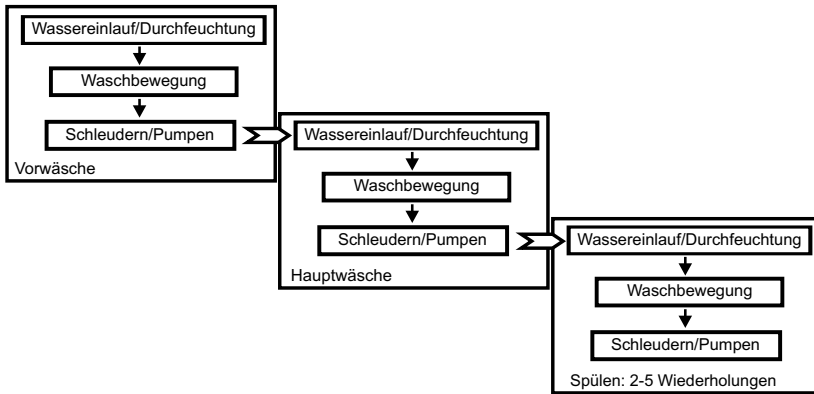 Wassereinlauf/Durchfeuchtung
Waschbewegung
Schleudern/Pumpen
Vorwäsche
Wassereinlauf/Durchfeuchtung
Waschbewegung
Schleudern/Pumpen
Hauptwäsche
Wassereinlauf/Durchfeuchtung
Waschbewegung
Schleudern/Pumpen
Spülen: 2-5 Wiederholungen